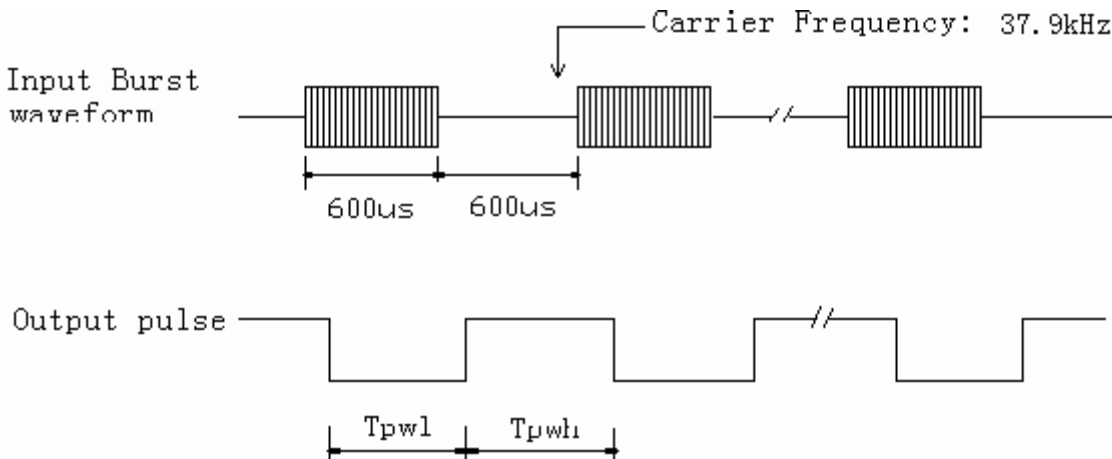 Carrier Frequency: 37.9kHz
Input Burst
waveform
600us
600us
Output pulse
Tpwl
Tpwh